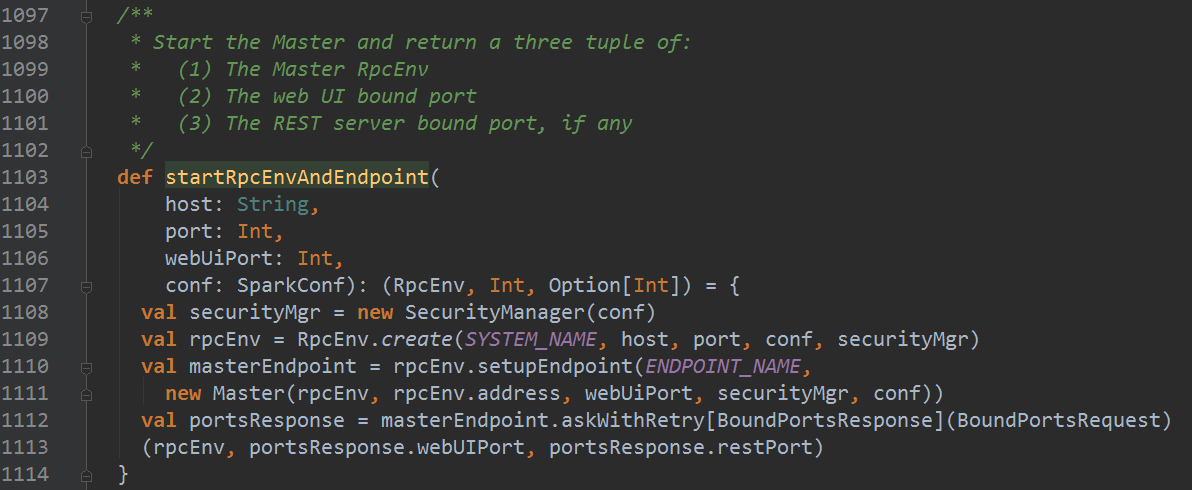 1097 /**
1098  * Start the Master and return a three tuple of:
1099  *   (1) The Master RpcEnv
1100  *   (2) The web UI bound port
1101  *   (3) The REST server bound port, if any
1102  */
1103 def startRpcEnvAndEndpoint(
1104     host: String,
1105     port: Int,
1106     webUiPort: Int,
1107     conf: SparkConf): (RpcEnv, Int, Option[Int]) = {
1108   val securityMgr = new SecurityManager(conf)
1109   val rpcEnv = RpcEnv.create(SYSTEM_NAME, host, port, conf, securityMgr)
1110   val masterEndpoint = rpcEnv.setupEndpoint(ENDPOINT_NAME,
1111     new Master(rpcEnv, rpcEnv.address, webUiPort, securityMgr, conf))
1112   val portsResponse = masterEndpoint.askWithRetry[BoundPortsResponse](BoundPortsRequest)
1113   (rpcEnv, portsResponse.webUIPort, portsResponse.restPort)
1114 }